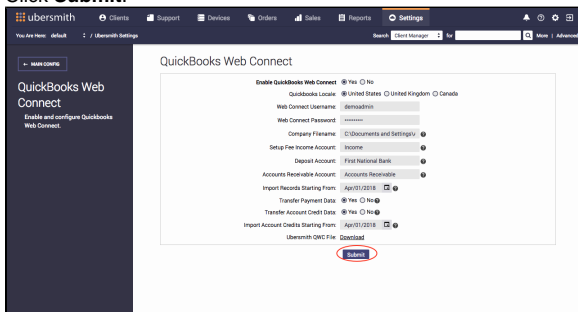 Click Submit.
ubersmith Clients Support Devices Orders Sales Reports Settings
You Are Here: default / Ubersmith Settings Search Client Manager for More | Advanced
← MAIN CONFIG
QuickBooks Web
Connect
Enable and configure Quickbooks
Web Connect.
QuickBooks Web Connect
Enable QuickBooks Web Connect Yes No
Quickbooks Locale: United States United Kingdom Canada
Web Connect Username: demoadmin
Web Connect Password: ••••••••
Company Filename: C:\Documents and Settings\
Setup Fee Income Account: Income
Deposit Account: First National Bank
Accounts Receivable Account: Accounts Receivable
Import Records Starting From: Apr/01/2018
Transfer Payment Data: Yes No
Transfer Account Credit Data: Yes No
Import Account Credits Starting From: Apr/01/2018
Ubersmith QWC File: Download
Submit